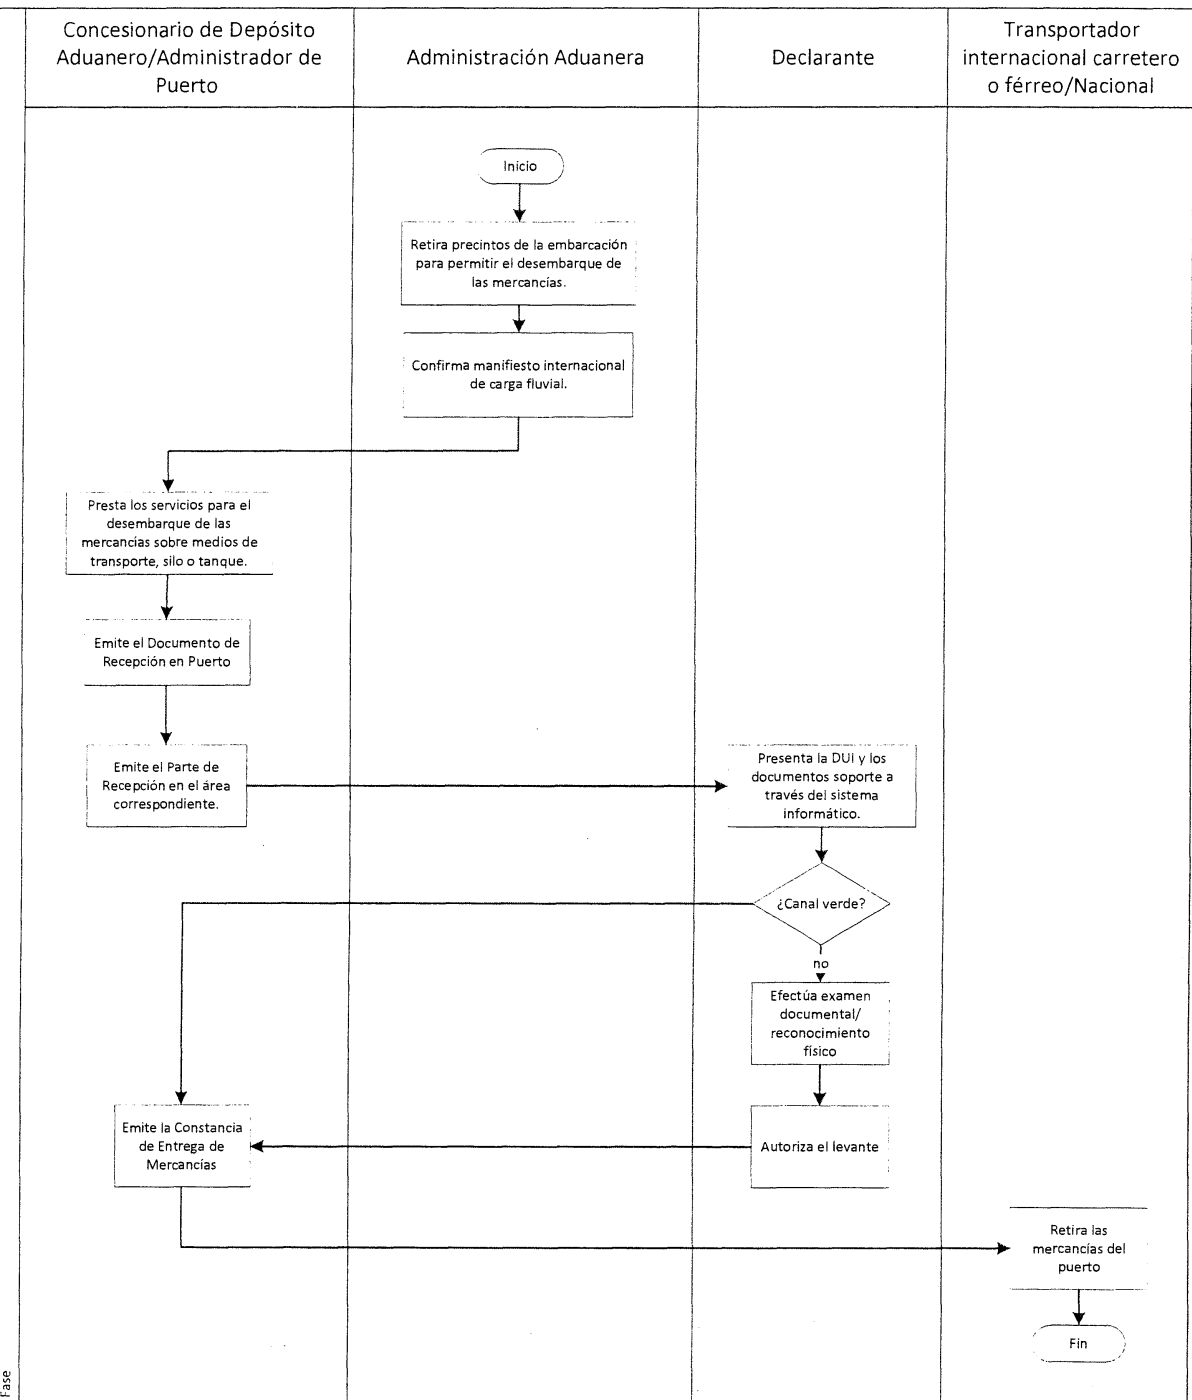 Concesionario de Depósito
Aduanero/Administrador de
Puerto
Administración Aduanera
Declarante
Transportador
internacional carretero
o férreo/Nacional
Inicio
Retira precintos de la embarcación
para permitir el desembarque de
las mercancías.
Confirma manifiesto internacional
de carga fluvial.
Presta los servicios para el
desembarque de las
mercancías sobre medios de
transporte, silo o tanque.
Emite el Documento de
Recepción en Puerto
Emite el Parte de
Recepción en el área
correspondiente.
Presenta la DUI y los
documentos soporte a
través del sistema
informático.
¿Canal verde?
no
Efectúa examen
documental/
reconocimiento
físico
Autoriza el levante
Emite la Constancia
de Entrega de
Mercancías
Retira las
mercancías del
puerto
Fin
Fase